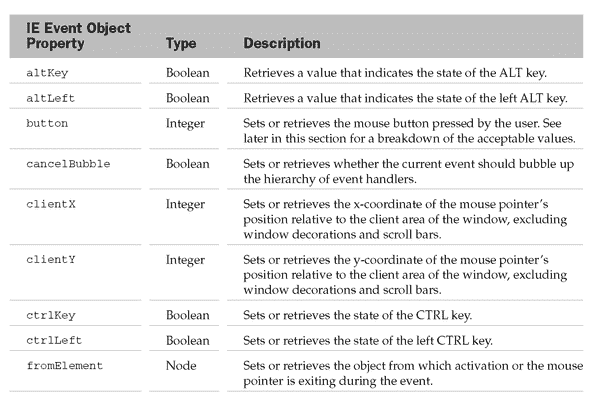 IE Event Object
Property Type Description
altKey Boolean Retrieves a value that indicates the state of the ALT key.
altLeft Boolean Retrieves a value that indicates the state of the left ALT key.
button Integer Sets or retrieves the mouse button pressed by the user. See
later in this section for a breakdown of the acceptable values.
cancelBubble Boolean Sets or retrieves whether the current event should bubble up
the hierarchy of event handlers.
clientX Integer Sets or retrieves the x-coordinate of the mouse pointer's
position relative to the client area of the window, excluding
window decorations and scroll bars.
clientY Integer Sets or retrieves the y-coordinate of the mouse pointer's
position relative to the client area of the window, excluding
window decorations and scroll bars.
ctrlKey Boolean Sets or retrieves the state of the CTRL key.
ctrlLeft Boolean Sets or retrieves the state of the left CTRL key.
fromElement Node Sets or retrieves the object from which activation or the mouse
pointer is exiting during the event.